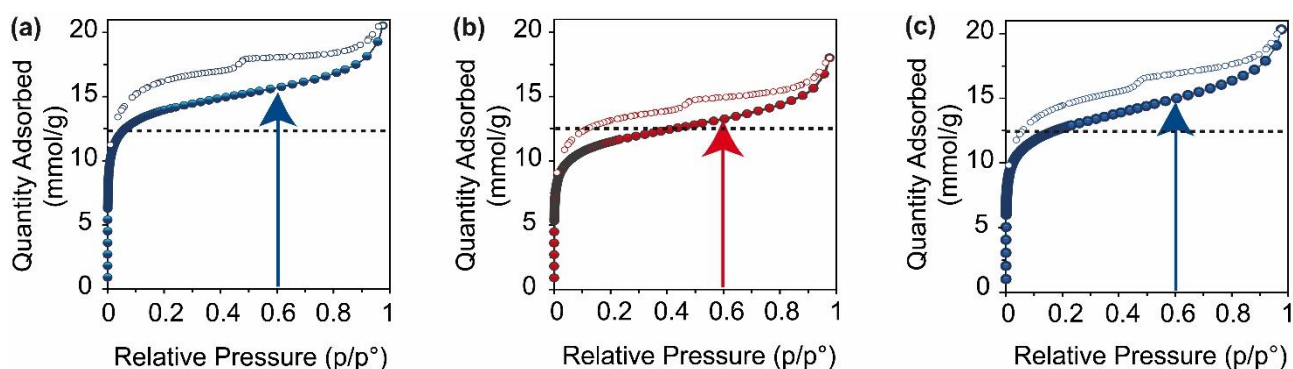 (a)
20
15
10
5
0
Quantity Adsorbed
(mmol/g)
0 0.2 0.4 0.6 0.8 1
Relative Pressure (p/p°)
(b)
20
15
10
5
0
Quantity Adsorbed
(mmol/g)
0 0.2 0.4 0.6 0.8 1
Relative Pressure (p/p°)
(c)
20
15
10
5
0
Quantity Adsorbed
(mmol/g)
0 0.2 0.4 0.6 0.8 1
Relative Pressure (p/p°)